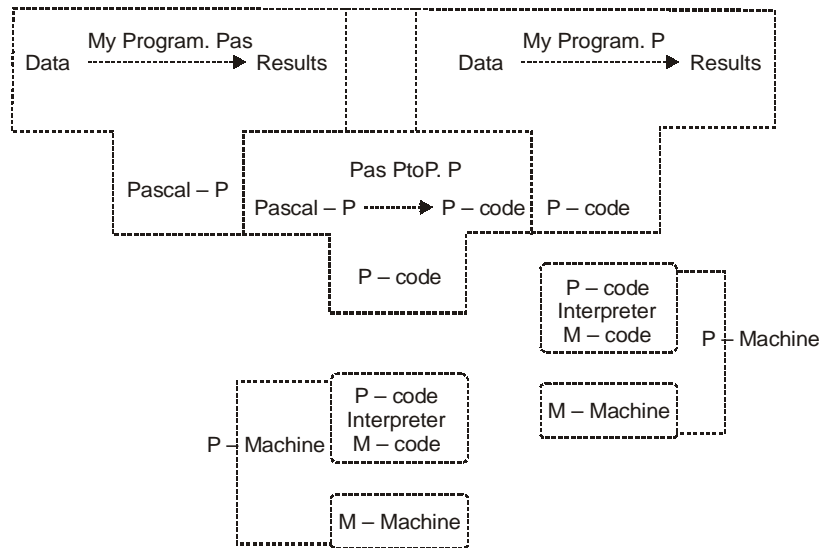 My Program. Pas
Data Results
My Program. P
Data Results
Pas PtoP. P
Pascal – P
Pascal – P P – code
P – code
P – code
P – code
Interpreter
M – code
P – Machine
M – Machine
P – code
Interpreter
M – code
P – Machine
M – Machine